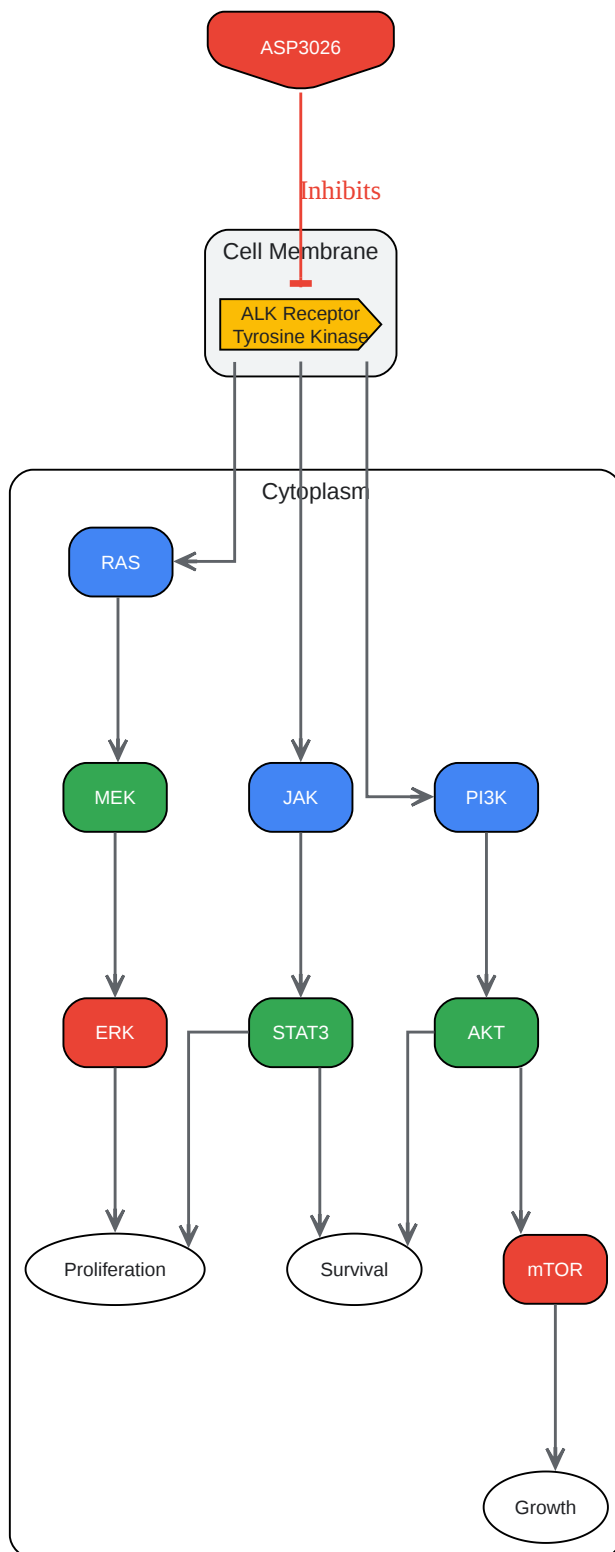 ASP3026
Inhibits
Cell Membrane
ALK Receptor
Tyrosine Kinase
Cytoplasm
RAS
MEK
JAK
PI3K
ERK
STAT3
AKT
Proliferation
Survival
mTOR
Growth